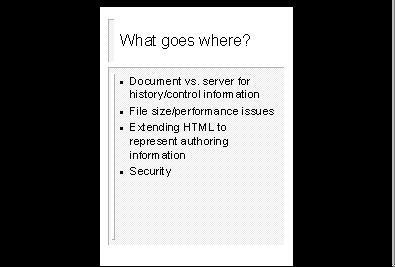 What goes where?
• Document vs. server for
history/control information
• File size/performance issues
• Extending HTML to
represent authoring
information
• Security